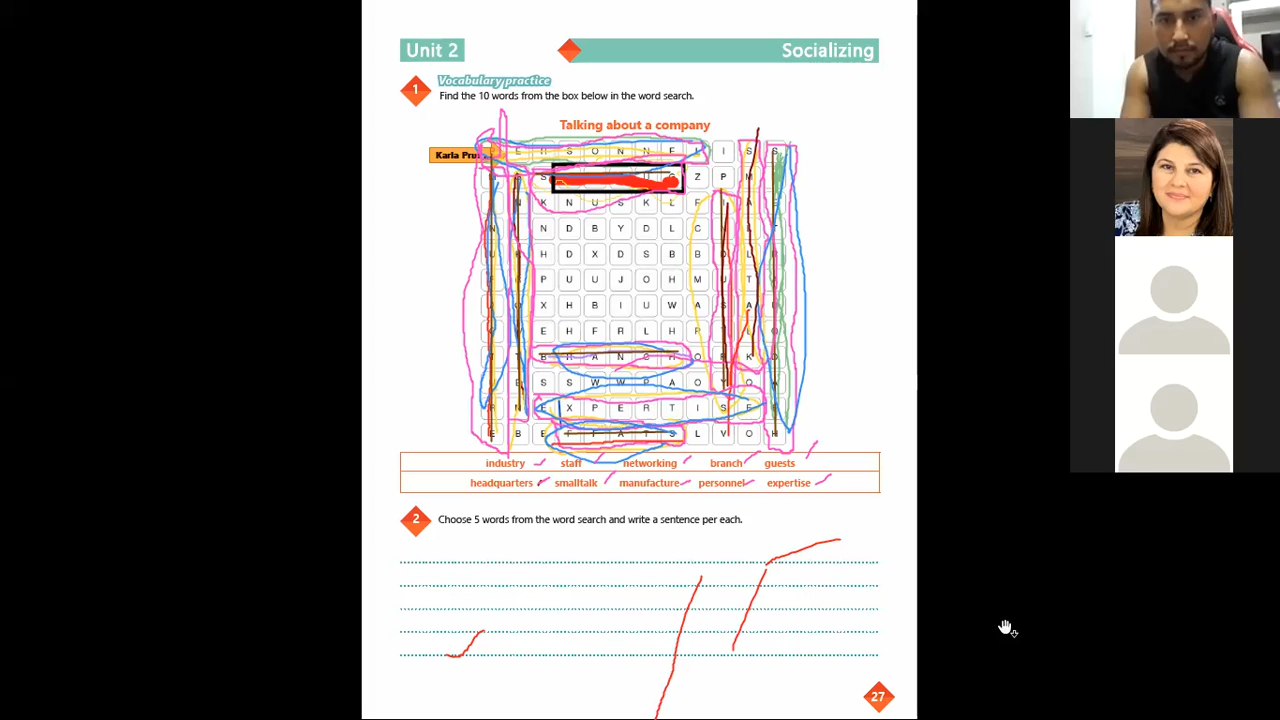 Unit 2
Socializing
1
Vocabulary practice
Find the 10 words from the box below in the word search.
Talking about a company
Karla Pru
E H S O N N E I S S
S Z P M
N K N U S K L F A E
N N D B Y D L C L T
U H D X D S B B D L R
P U U J O H M U T
X H B I U W A S A
E H F R L H R
T T B R A N C H O R K D
E S S W W P A O Y O A
R N E X P E R T I S E
E B E F F A T S L V O H
industry staff networking branch guests
headquarters smalltalk manufacture personnel expertise
2
Choose 5 words from the word search and write a sentence per each.
27